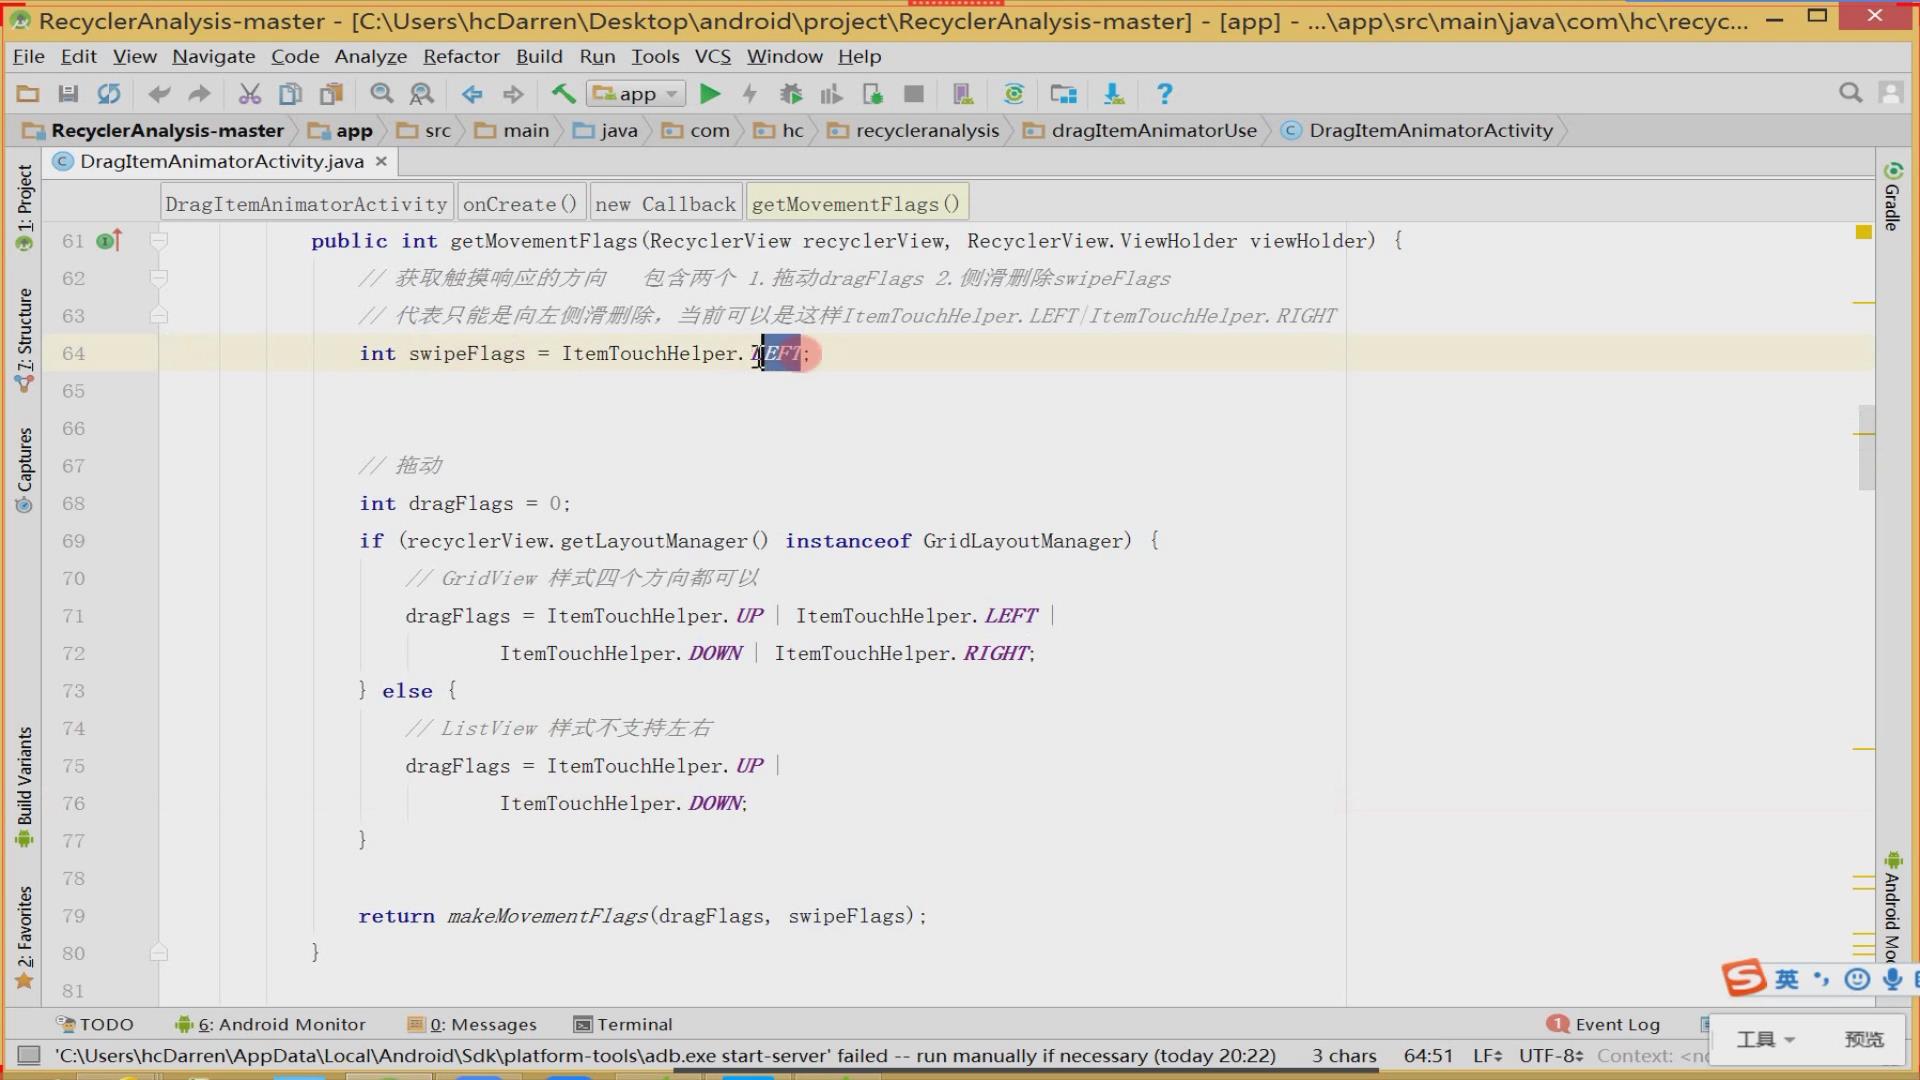 RecyclerAnalysis-master - [C:\Users\hcDarren\Desktop\android\project\RecyclerAnalysis-master] - [app] - ...\app\src\main\java\com\hc\recyc...
File Edit View Navigate Code Analyze Refactor Build Run Tools VCS Window Help
app
RecyclerAnalysis-master app src main java com hc recycleranalysis dragItemAnimatorUse DragItemAnimatorActivity
DragItemAnimatorActivity.java
DragItemAnimatorActivity onCreate() new Callback getMovementFlags()
61 public int getMovementFlags(RecyclerView recyclerView, RecyclerView.ViewHolder viewHolder) {
62 // 获取触摸响应的方向 包含两个 1.拖动dragFlags 2.侧滑删除swipeFlags
63 // 代表只能是向左侧滑删除，当前可以是这样ItemTouchHelper.LEFT|ItemTouchHelper.RIGHT
64 int swipeFlags = ItemTouchHelper.LEFT;
65
66
67 // 拖动
68 int dragFlags = 0;
69 if (recyclerView.getLayoutManager() instanceof GridLayoutManager) {
70 // GridView 样式四个方向都可以
71 dragFlags = ItemTouchHelper.UP | ItemTouchHelper.LEFT |
72 ItemTouchHelper.DOWN | ItemTouchHelper.RIGHT;
73 } else {
74 // ListView 样式不支持左右
75 dragFlags = ItemTouchHelper.UP |
76 ItemTouchHelper.DOWN;
77 }
78
79 return makeMovementFlags(dragFlags, swipeFlags);
80 }
81
1: Project
7: Structure
Captures
Build Variants
2: Favorites
Gradle
Android Mo
英
TODO 6: Android Monitor 0: Messages Terminal 1 Event Log
工具 预览
'C:\Users\hcDarren\AppData\Local\Android\Sdk\platform-tools\adb.exe start-server' failed -- run manually if necessary (today 20:22) 3 chars 64:51 LF UTF-8 Context: <n